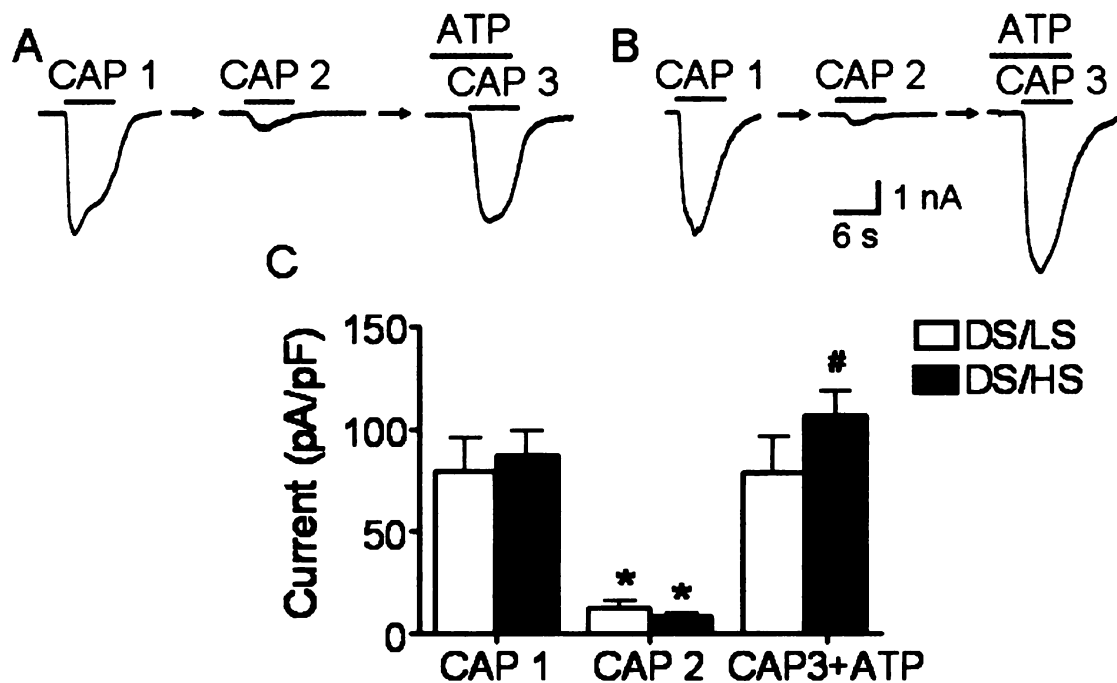 A
CAP 1
CAP 2
ATP
CAP 3
B
CAP 1
CAP 2
ATP
CAP 3
1 nA
6 s
C
Current (pA/pF)
150
100
50
0
*
*
#
DS/LS
DS/HS
CAP 1
CAP 2
CAP3+ATP